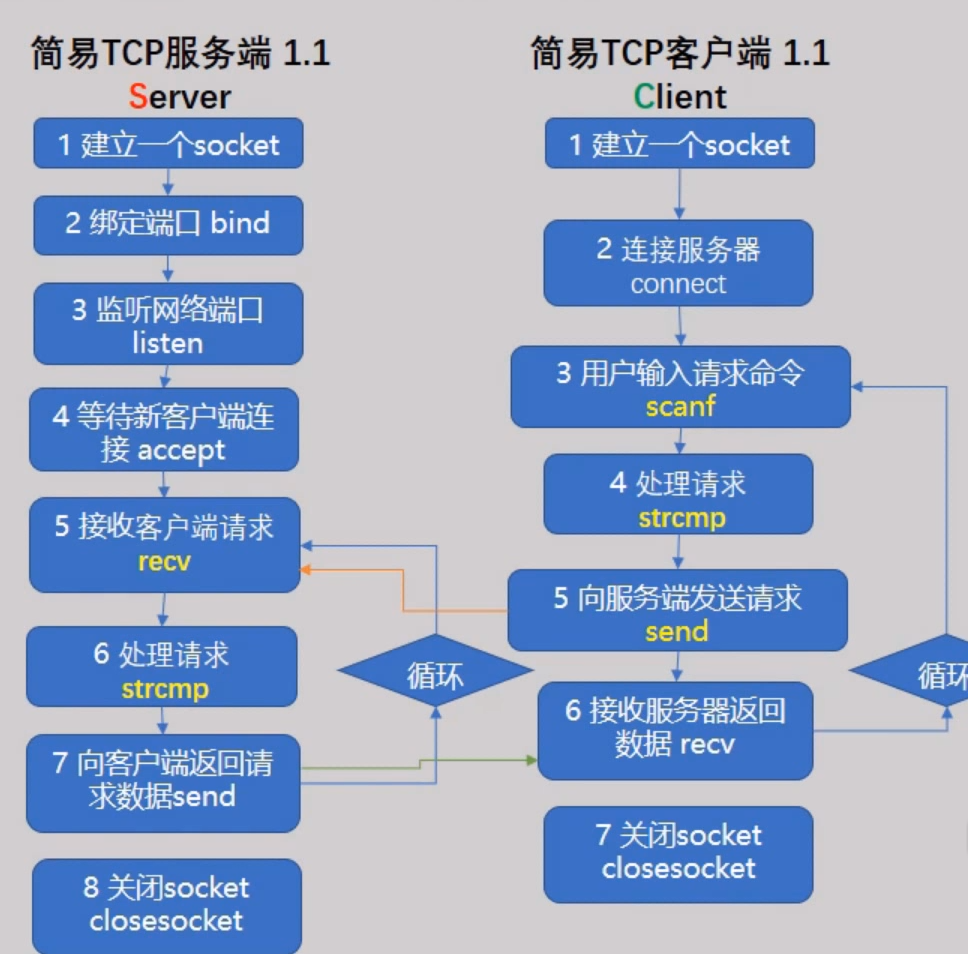 简易TCP服务端 1.1
Server
1 建立一个socket
2 绑定端口 bind
3 监听网络端口
listen
4 等待新客户端连
接 accept
5 接收客户端请求
recv
6 处理请求
strcmp
7 向客户端返回请
求数据send
8 关闭socket
closesocket
循环
简易TCP客户端 1.1
Client
1 建立一个socket
2 连接服务器
connect
3 用户输入请求命令
scanf
4 处理请求
strcmp
5 向服务端发送请求
send
6 接收服务器返回
数据 recv
7 关闭socket
closesocket
循环